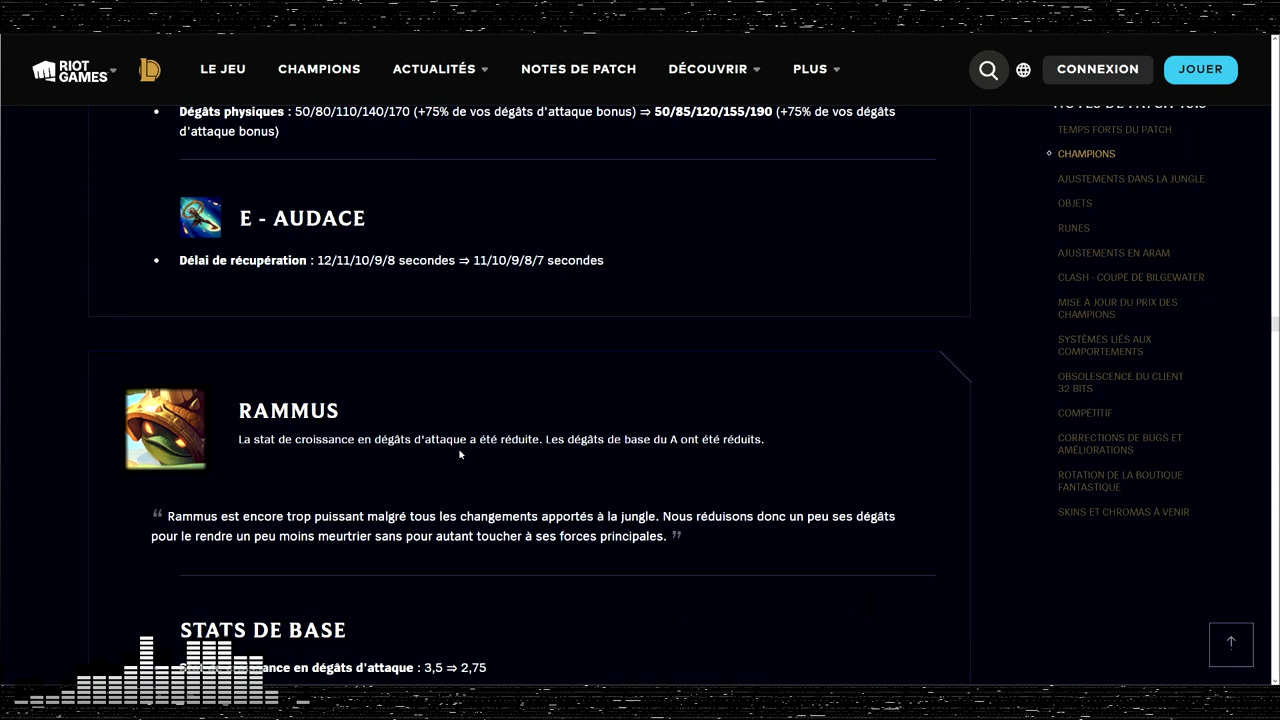 RIOT GAMES
LE JEU CHAMPIONS ACTUALITÉS NOTES DE PATCH DÉCOUVRIR PLUS CONNEXION JOUER
• Dégâts physiques : 50/80/110/140/170 (+75% de vos dégâts d'attaque bonus) ⇒ 50/85/120/155/190 (+75% de vos dégâts
d'attaque bonus)
E - AUDACE
• Délai de récupération : 12/11/10/9/8 secondes ⇒ 11/10/9/8/7 secondes
RAMMUS
La stat de croissance en dégâts d'attaque a été réduite. Les dégâts de base du A ont été réduits.
“ Rammus est encore trop puissant malgré tous les changements apportés à la jungle. Nous réduisons donc un peu ses dégâts
pour le rendre un peu moins meurtrier sans pour autant toucher à ses forces principales. ”
STATS DE BASE
en dégâts d'attaque : 3,5 ⇒ 2,75
NOTES DE PATCH
TEMPS FORTS DU PATCH
CHAMPIONS
AJUSTEMENTS DANS LA JUNGLE
OBJETS
RUNES
AJUSTEMENTS EN ARAM
CLASH - COUPE DE BILGEWATER
MISE À JOUR DU PRIX DES
CHAMPIONS
SYSTÈMES LIÉS AUX
COMPORTEMENTS
OBSOLESCENCE DU CLIENT
32 BITS
COMPÉTITIF
CORRECTIONS DE BUGS ET
AMÉLIORATIONS
ROTATION DE LA BOUTIQUE
FANTASTIQUE
SKINS ET CHROMAS À VENIR